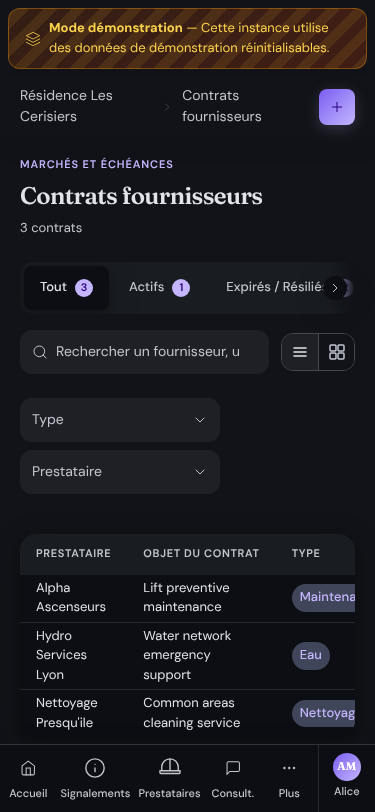 Mode démonstration — Cette instance utilise
des données de démonstration réinitialisables.
Résidence Les
Cerisiers
Contrats
fournisseurs
MARCHÉS ET ÉCHÉANCES
Contrats fournisseurs
3 contrats
Tout 3
Actifs 1
Expirés / Résiliés
Rechercher un fournisseur, u
Type
Prestataire
PRESTATAIRE OBJET DU CONTRAT TYPE
Alpha
Ascenseurs
Lift preventive
maintenance
Maintena
Hydro
Services
Lyon
Water network
emergency
support
Eau
Nettoyage
Presqu'ile
Common areas
cleaning service
Nettoyag
Accueil
Signalements
Prestataires
Consult.
Plus
AM
Alice